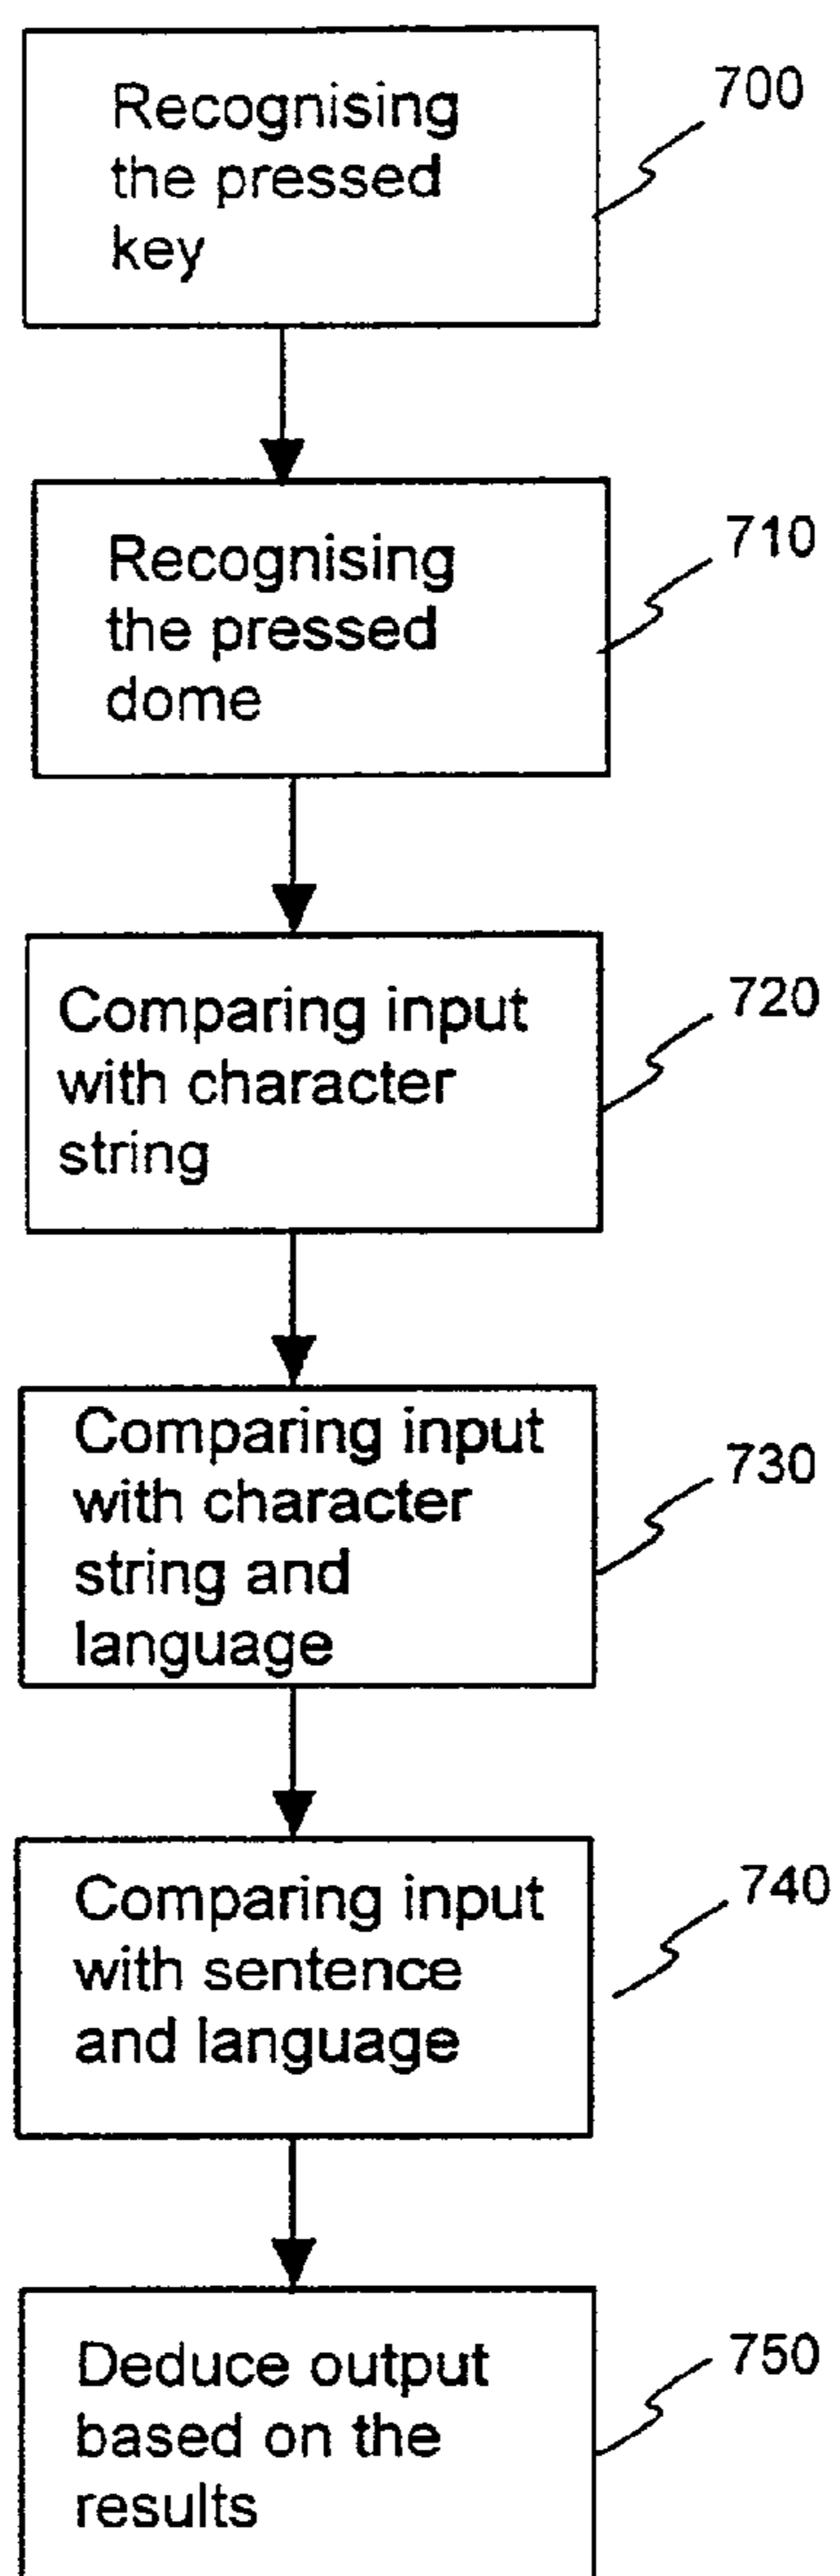 Recognising
the pressed
key
700
Recognising
the pressed
dome
710
Comparing input
with character
string
720
Comparing input
with character
string and
language
730
Comparing input
with sentence
and language
740
Deduce output
based on the
results
750